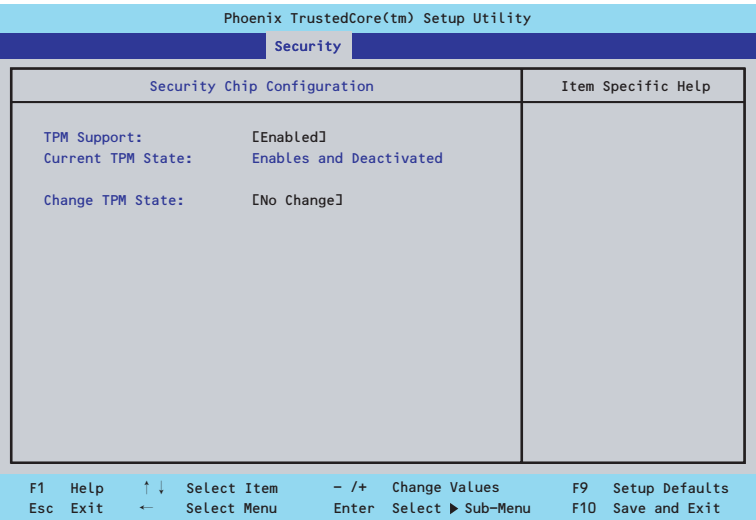 Phoenix TrustedCore(tm) Setup Utility
Security
Security Chip Configuration
Item Specific Help
TPM Support: [Enabled]
Current TPM State: Enables and Deactivated
Change TPM State: [No Change]
F1 Help ↑↓ Select Item - /+ Change Values F9 Setup Defaults
Esc Exit ← Select Menu Enter Select ▶ Sub-Menu F10 Save and Exit